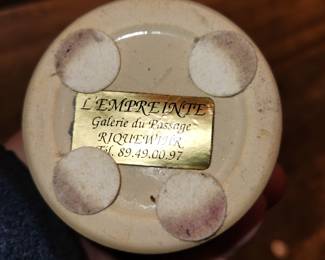 L'EMPREINTE
Galerie du Passage
RIQUEWIHR
Tél. 89.49.00.97